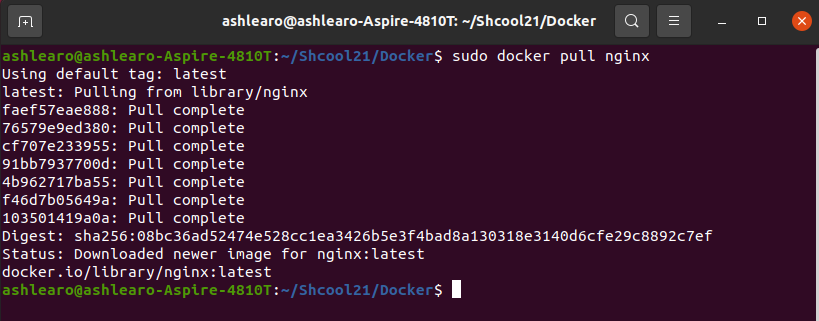 ashlearo@ashlearo-Aspire-4810T: ~/Shcool21/Docker
ashlearo@ashlearo-Aspire-4810T:~/Shcool21/Docker$ sudo docker pull nginx
Using default tag: latest
latest: Pulling from library/nginx
faef57eae888: Pull complete
76579e9ed380: Pull complete
cf707e233955: Pull complete
91bb7937700d: Pull complete
4b962717ba55: Pull complete
f46d7b05649a: Pull complete
103501419a0a: Pull complete
Digest: sha256:08bc36ad52474e528cc1ea3426b5e3f4bad8a130318e3140d6cfe29c8892c7ef
Status: Downloaded newer image for nginx:latest
docker.io/library/nginx:latest
ashlearo@ashlearo-Aspire-4810T:~/Shcool21/Docker$